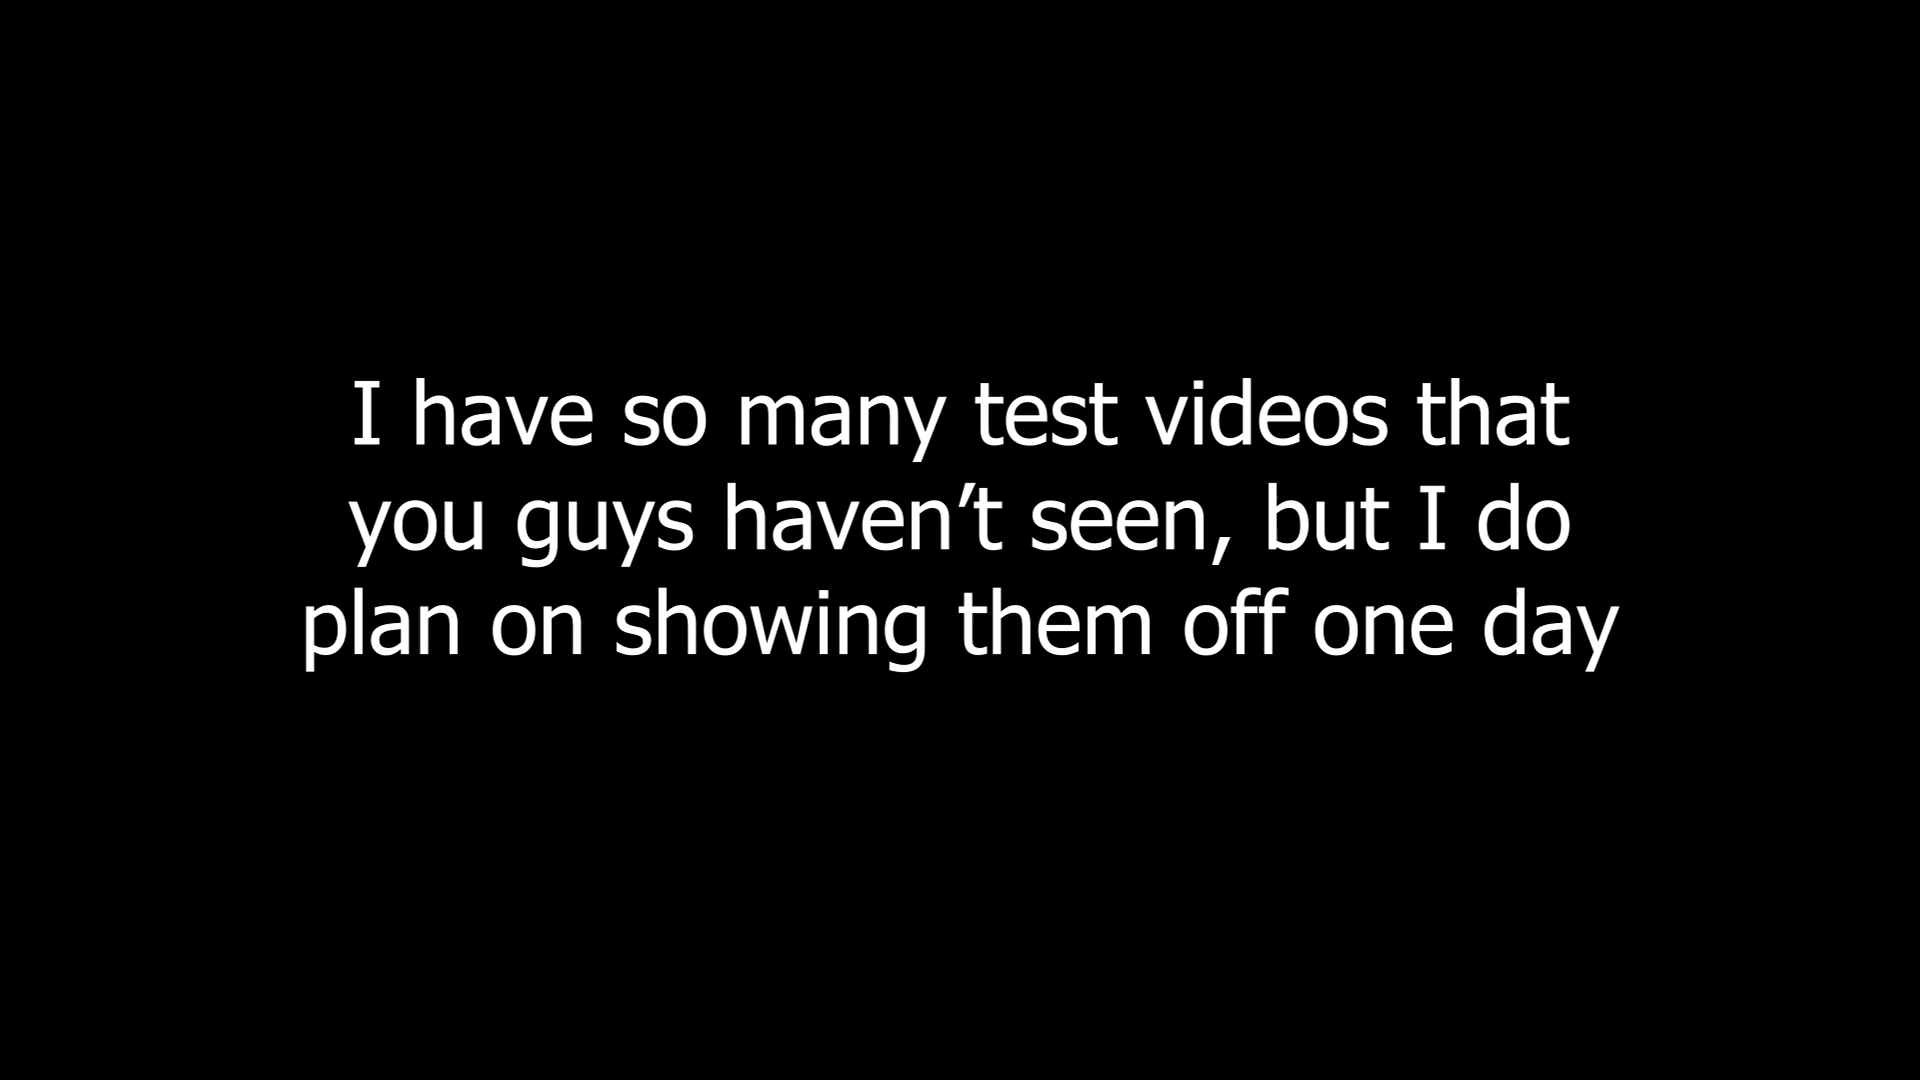 I have so many test videos that
you guys haven’t seen, but I do
plan on showing them off one day